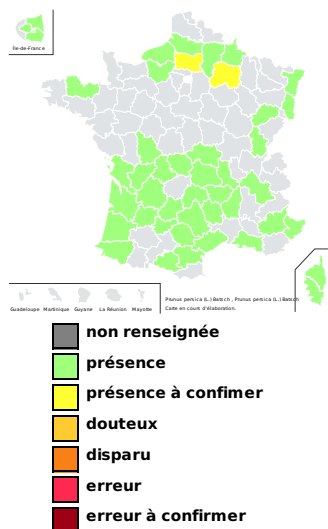 Île-de-France
Guadeloupe Martinique Guyane La Réunion Mayotte
Prunus persica (L.) Batsch , Prunus persica (L.) Batsch
Carte en cours d'élaboration.
non renseignée
présence
présence à confimer
douteux
disparu
erreur
erreur à confirmer